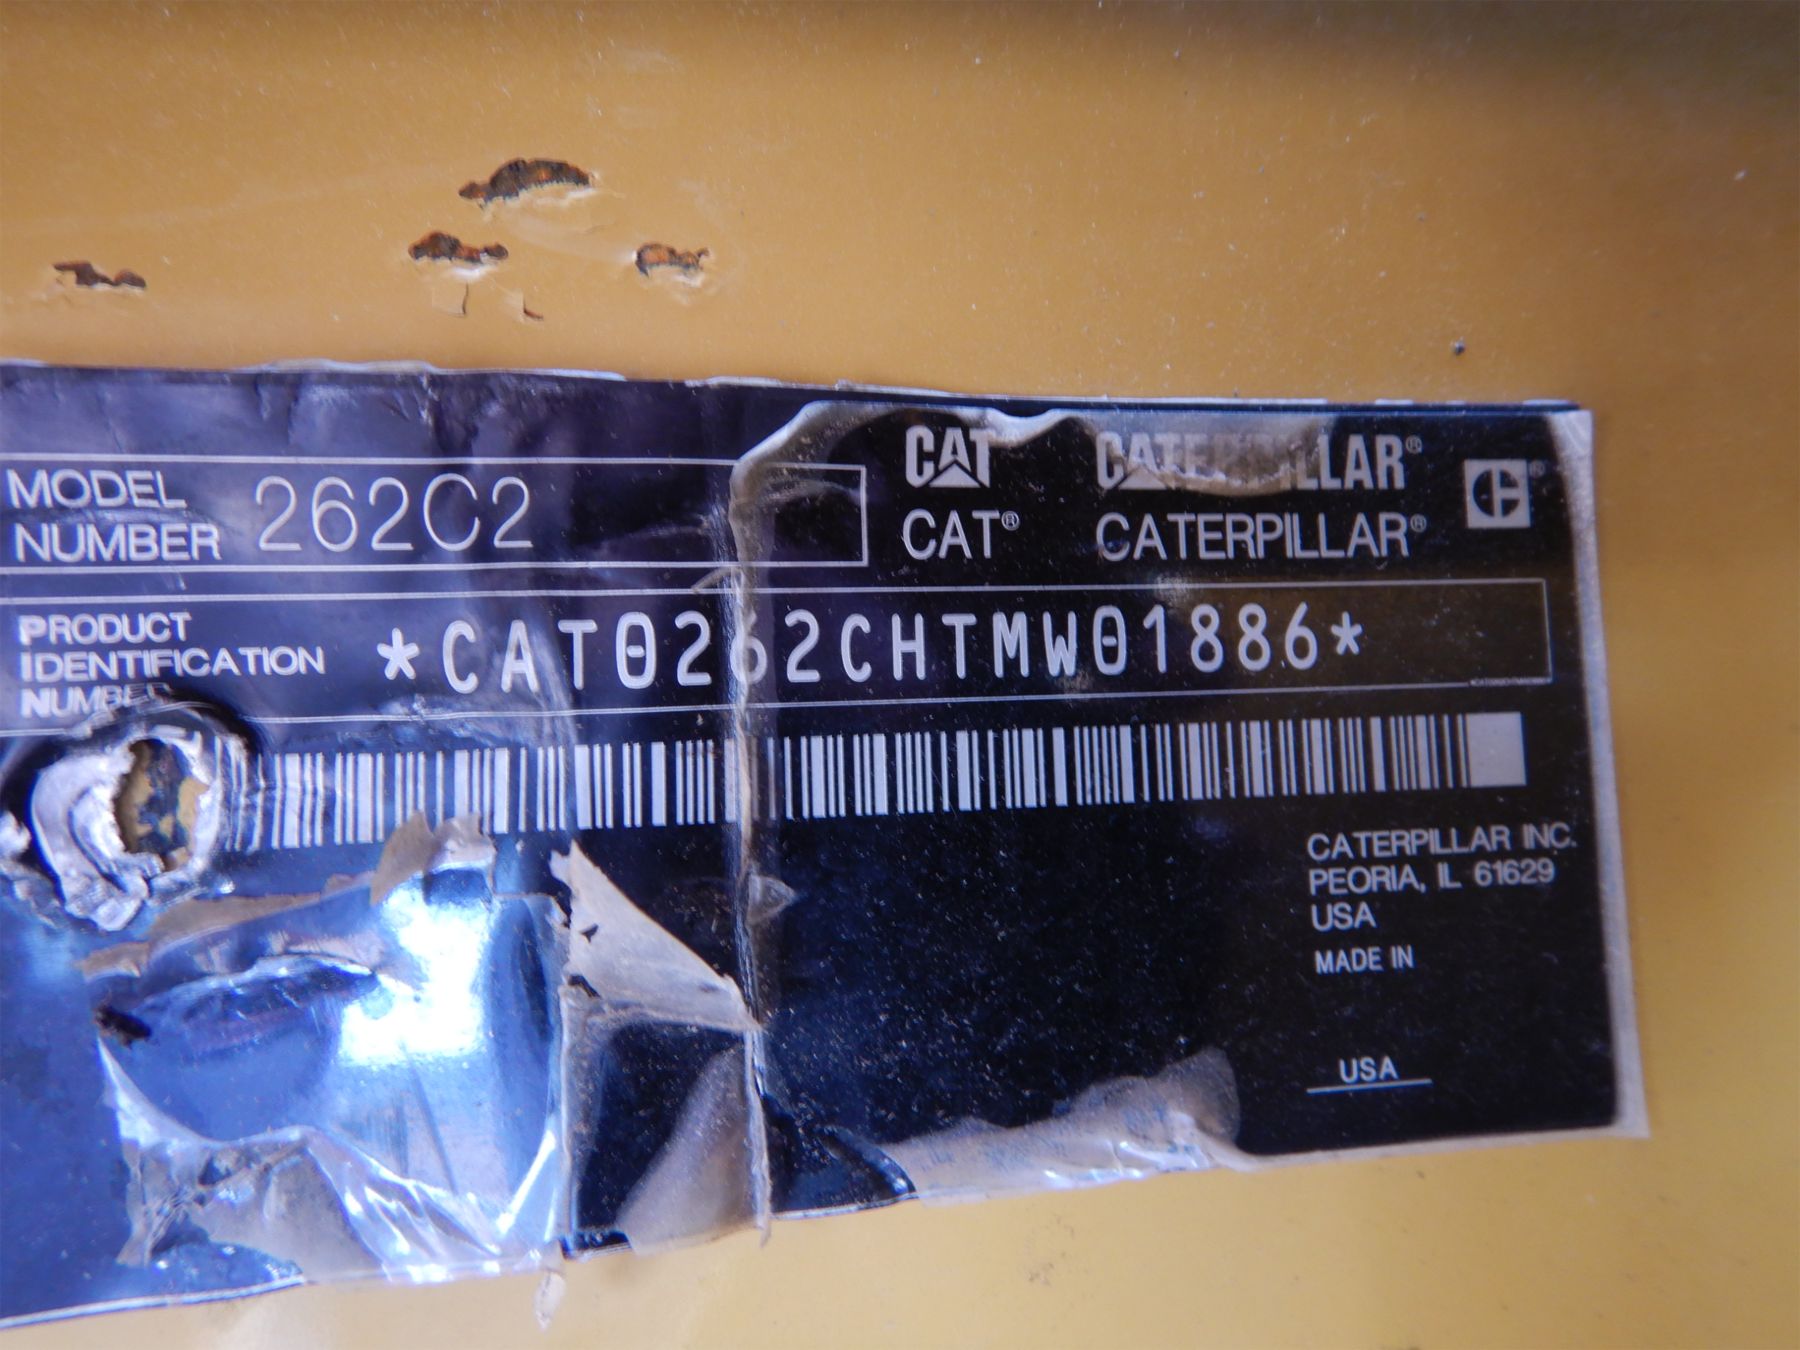 CAT CATERPILLAR®
MODEL NUMBER 262C2
CAT® CATERPILLAR®
C®
PRODUCT IDENTIFICATION NUMBER *CAT0262CHTMW01886*
CATERPILLAR INC.
PEORIA, IL 61629
USA
MADE IN
USA